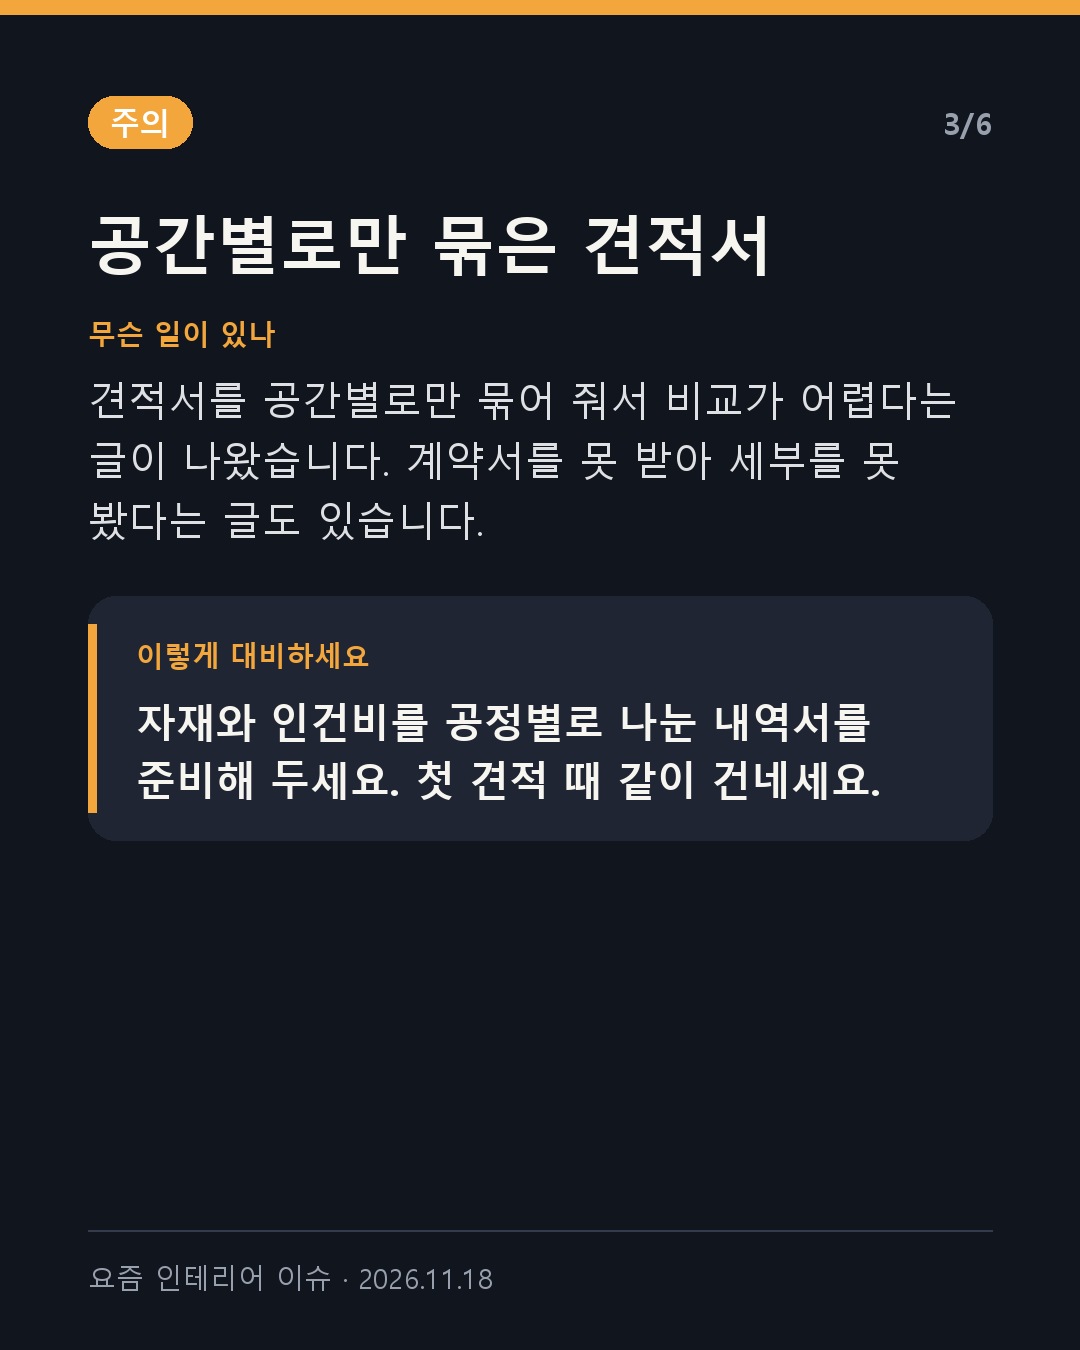 주의
3/6
공간별로만 묶은 견적서
무슨 일이 있나
견적서를 공간별로만 묶어 줘서 비교가 어렵다는
글이 나왔습니다. 계약서를 못 받아 세부를 못
봤다는 글도 있습니다.
이렇게 대비하세요
자재와 인건비를 공정별로 나눈 내역서를
준비해 두세요. 첫 견적 때 같이 건네세요.
요즘 인테리어 이슈 · 2026.11.18